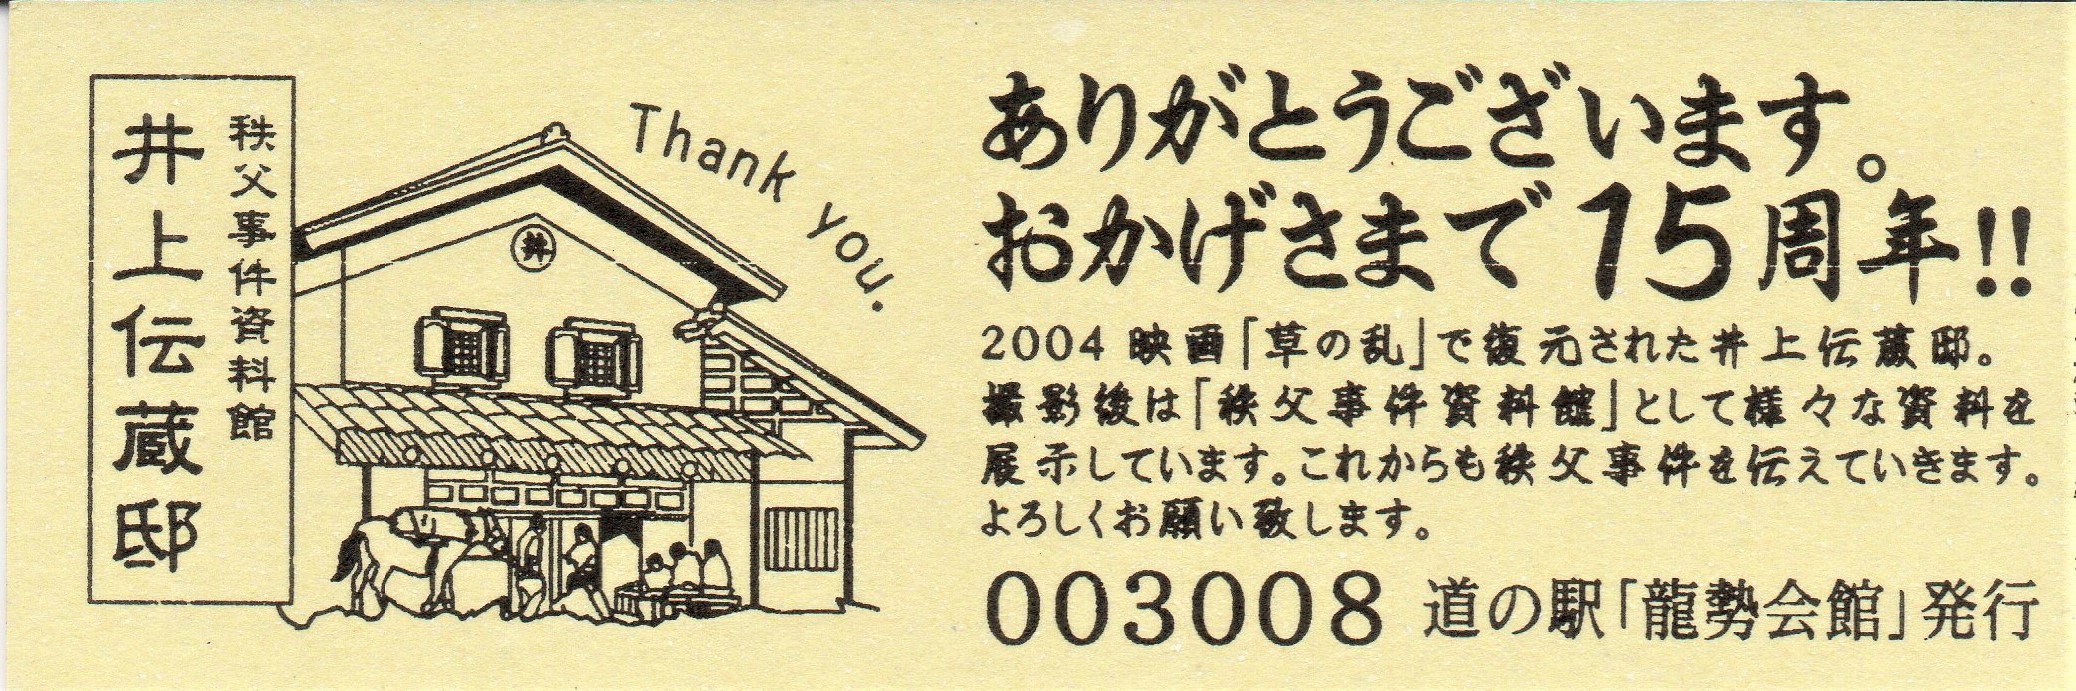 秩父事件資料館
井上伝蔵邸
Thank you.
ありがとうございます。
おかげさまで15周年!!
2004 映画「草の乱」で復元された井上伝蔵邸。
撮影後は「秩父事件資料館」として様々な資料を
展示しています。これからも秩父事件を伝えていきます。
よろしくお願い致します。
003008 道の駅「龍勢会館」発行
井